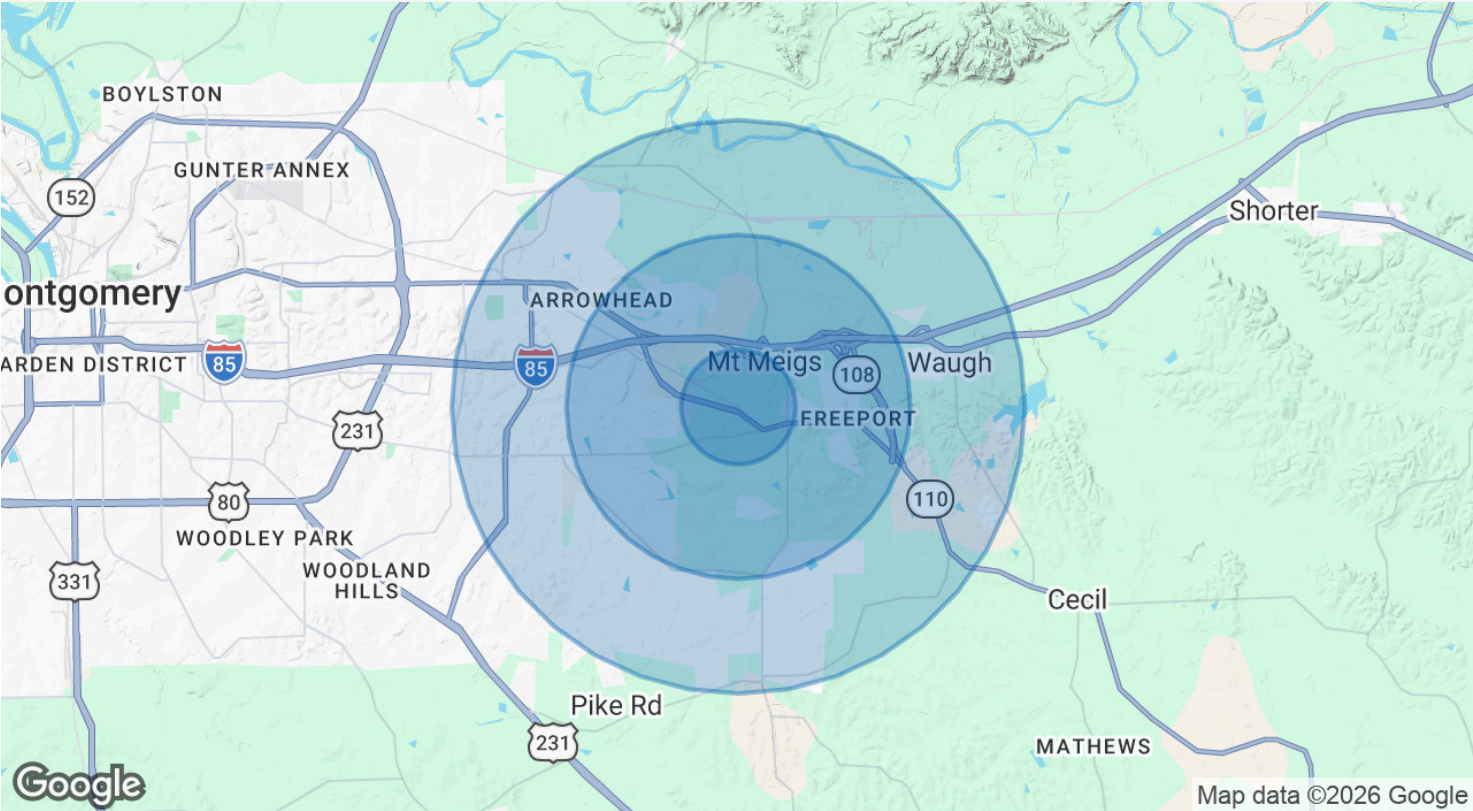 BOYLSTON
GUNTER ANNEX
152
Shorter
ontgomery
ARROWHEAD
ARDEN DISTRICT
85
85
Mt Meigs
108
Waugh
231
FREEPORT
80
110
WOODLEY PARK
331
WOODLAND
HILLS
Cecil
Pike Rd
231
MATHEWS
Google
Map data ©2026 Google